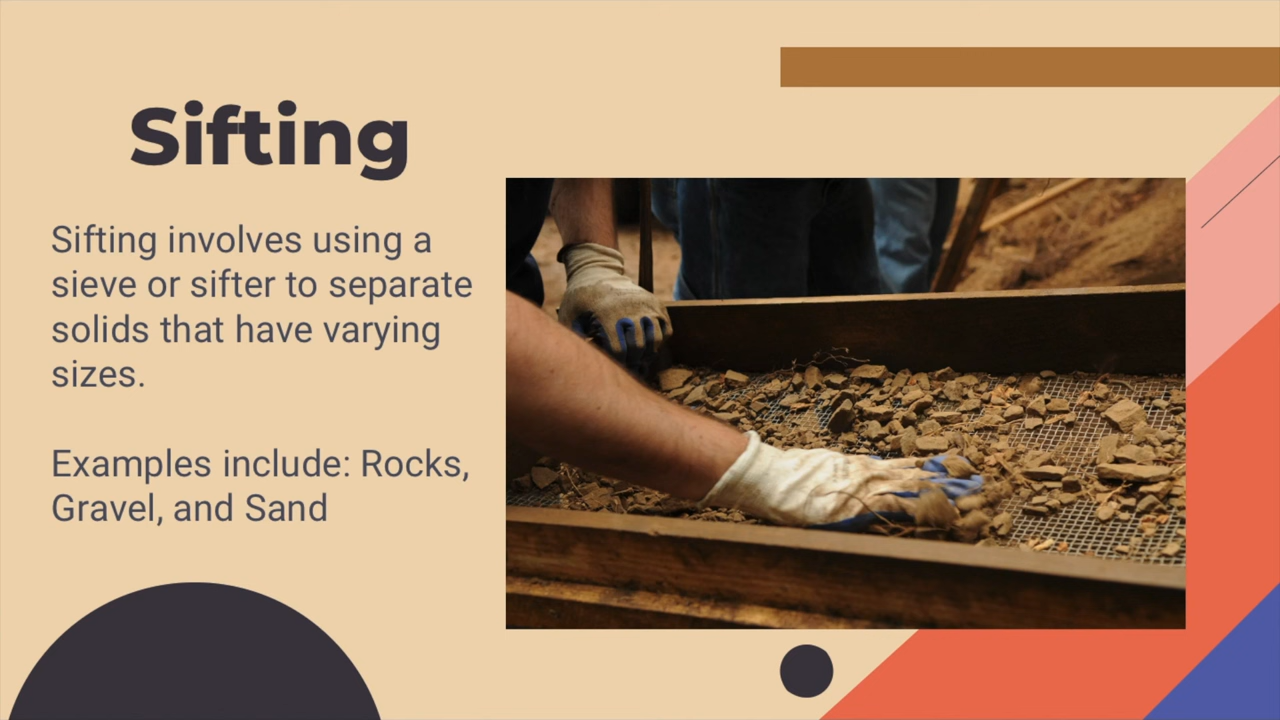 Sifting
Sifting involves using a
sieve or sifter to separate
solids that have varying
sizes.
Examples include: Rocks,
Gravel, and Sand